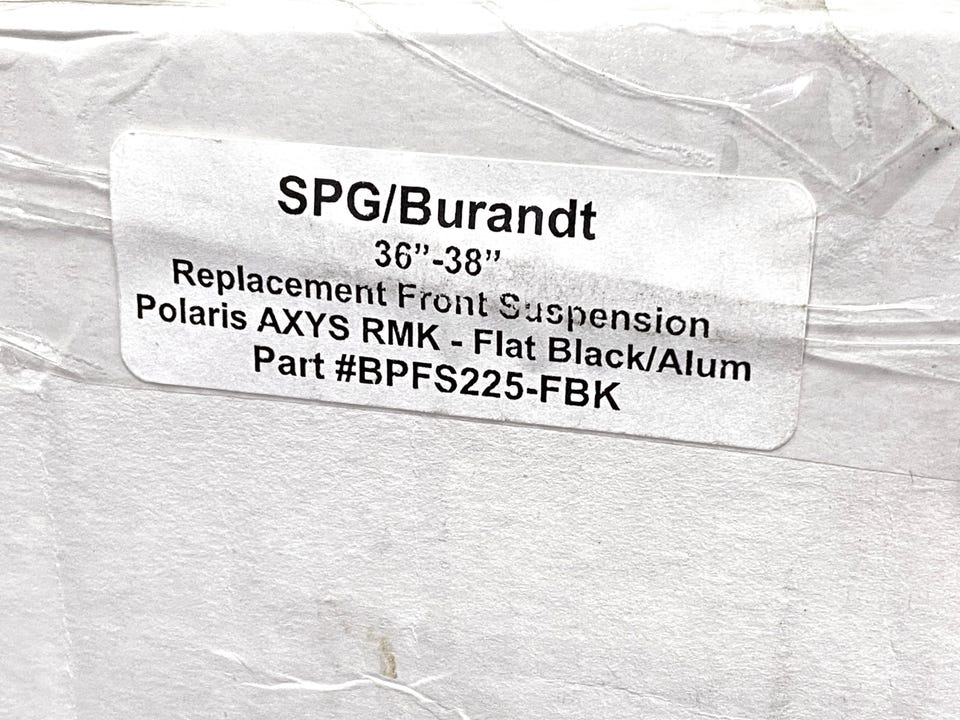 SPG/Burandt
36”-38”
Replacement Front Suspension
Polaris AXYS RMK - Flat Black/Alum
Part #BPFS225-FBK